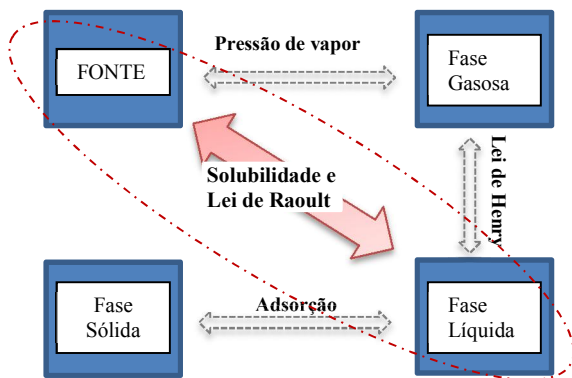 Pressão de vapor
FONTE
Fase
Gasosa
Solubilidade e
Lei de Raoult
Lei de Henry
Fase
Sólida
Adsorção
Fase
Líquida